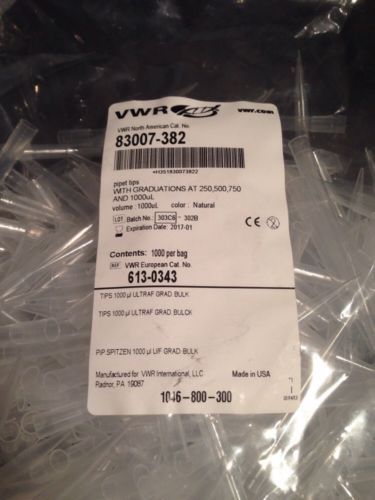 VWR vwr.com
VWR North American Cat. No.
83007-382
pipet tips
WITH GRADUATIONS AT 250,500,750
AND 1000uL
volume : 1000uL color : Natural
LOT Batch No.: 303C6 - 302B
Expiration Date: 2017-01
CE
Contents: 1000 per bag
REF VWR European Cat. No.
613-0343
TIPS 1000 µl ULTRAF GRAD. BULK
TIPS 1000 µl ULTRAF GRAD. BULCK
PIP SPITZEN 1000 µl U/F GRAD. BULK
Manufactured for VWR International, LLC Made in USA
Radnor, PA 19087
1046-800-300